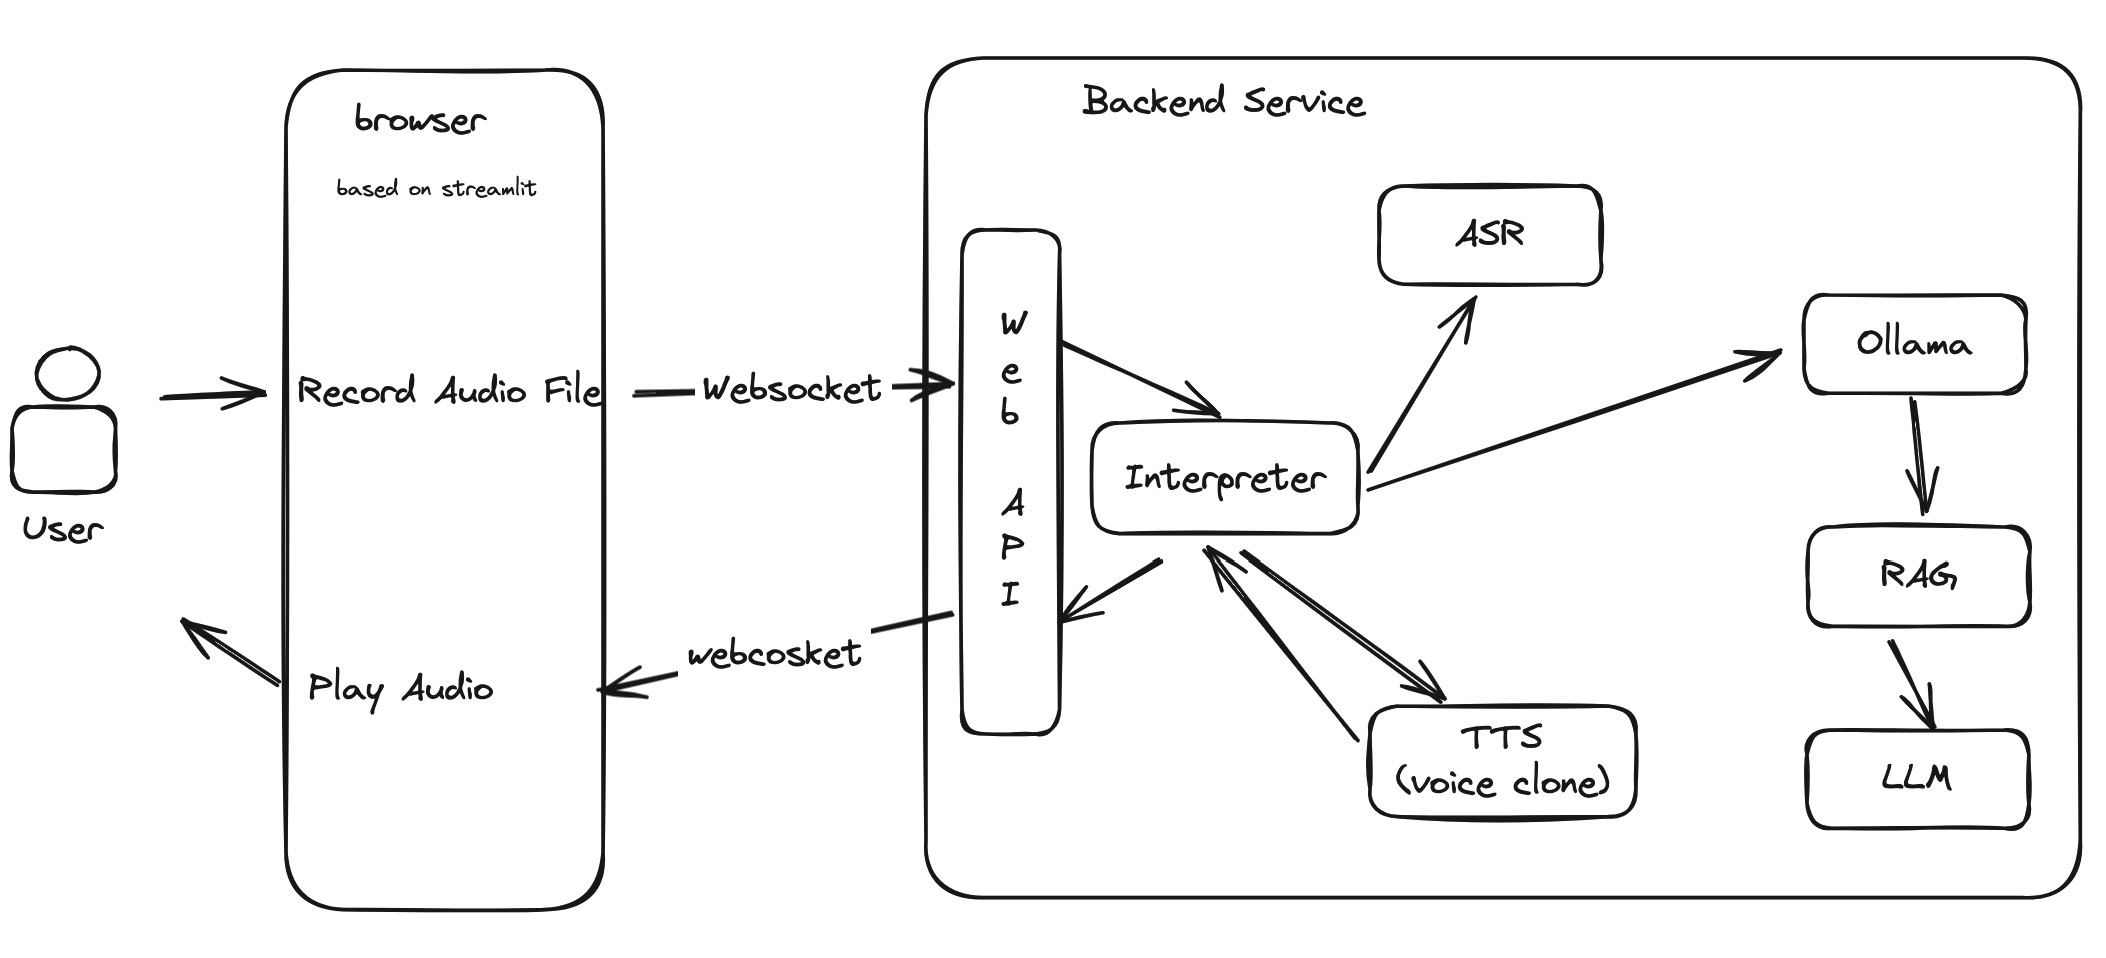 browser
based on streamlit
Record Audio File
Play Audio
User
Websocket
webcosket
Backend Service
Web API
Interpreter
ASR
TTS
(voice clone)
Ollama
RAG
LLM